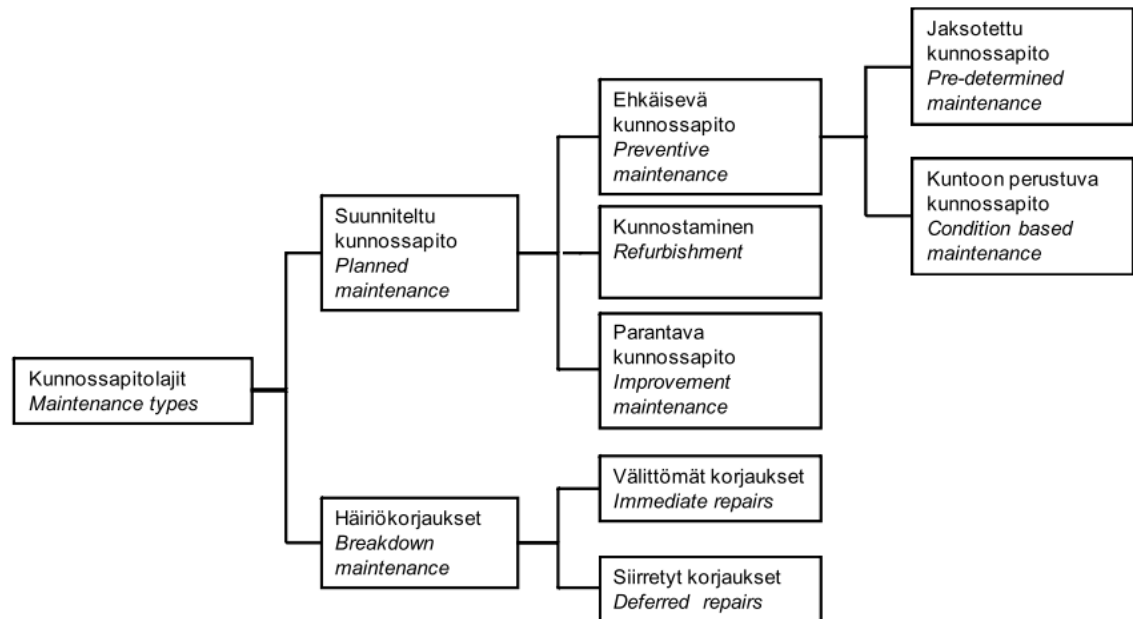 Kunnossapitolajit
Maintenance types
Suunniteltu
kunnossapito
Planned
maintenance
Häiriökorjaukset
Breakdown
maintenance
Ehkäisevä
kunnossapito
Preventive
maintenance
Kunnostaminen
Refurbishment
Parantava
kunnossapito
Improvement
maintenance
Välittömät korjaukset
Immediate repairs
Siirretyt korjaukset
Deferred repairs
Jaksotettu
kunnossapito
Pre-determined
maintenance
Kuntoon perustuva
kunnossapito
Condition based
maintenance